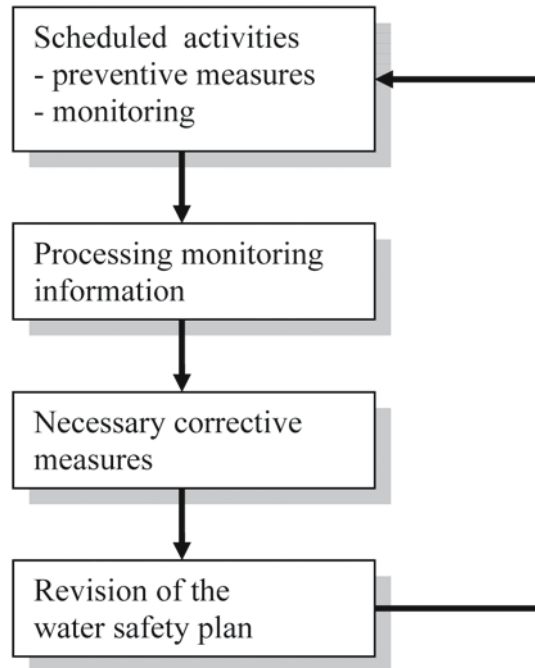 Scheduled activities
- preventive measures
- monitoring
Processing monitoring
information
Necessary corrective
measures
Revision of the
water safety plan